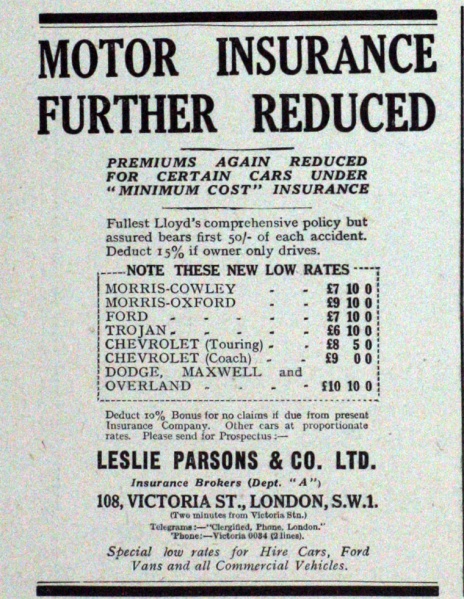 MOTOR INSURANCE
FURTHER REDUCED
PREMIUMS AGAIN REDUCED
FOR CERTAIN CARS UNDER
"MINIMUM COST" INSURANCE
Fullest Lloyd's comprehensive policy but
assured bears first 50/- of each accident.
Deduct 15% if owner only drives.
NOTE THESE NEW LOW RATES
MORRIS-COWLEY - - £7 10 0
MORRIS-OXFORD - - £9 10 0
FORD - - - - - £7 10 0
TROJAN - - - - - £6 10 0
CHEVROLET (Touring) - - £8 5 0
CHEVROLET (Coach) - - £9 0 0
DODGE, MAXWELL and
OVERLAND - - - - £10 10 0
Deduct 10% Bonus for no claims if due from present
Insurance Company. Other cars at proportionate
rates. Please send for Prospectus :—
LESLIE PARSONS & CO. LTD.
Insurance Brokers (Dept. "A")
108, VICTORIA ST., LONDON, S.W.1.
(Two minutes from Victoria Stn.)
Telegrams:—"Clergified, Phone, London."
'Phone:—Victoria 0034 (2 lines).
Special low rates for Hire Cars, Ford
Vans and all Commercial Vehicles.